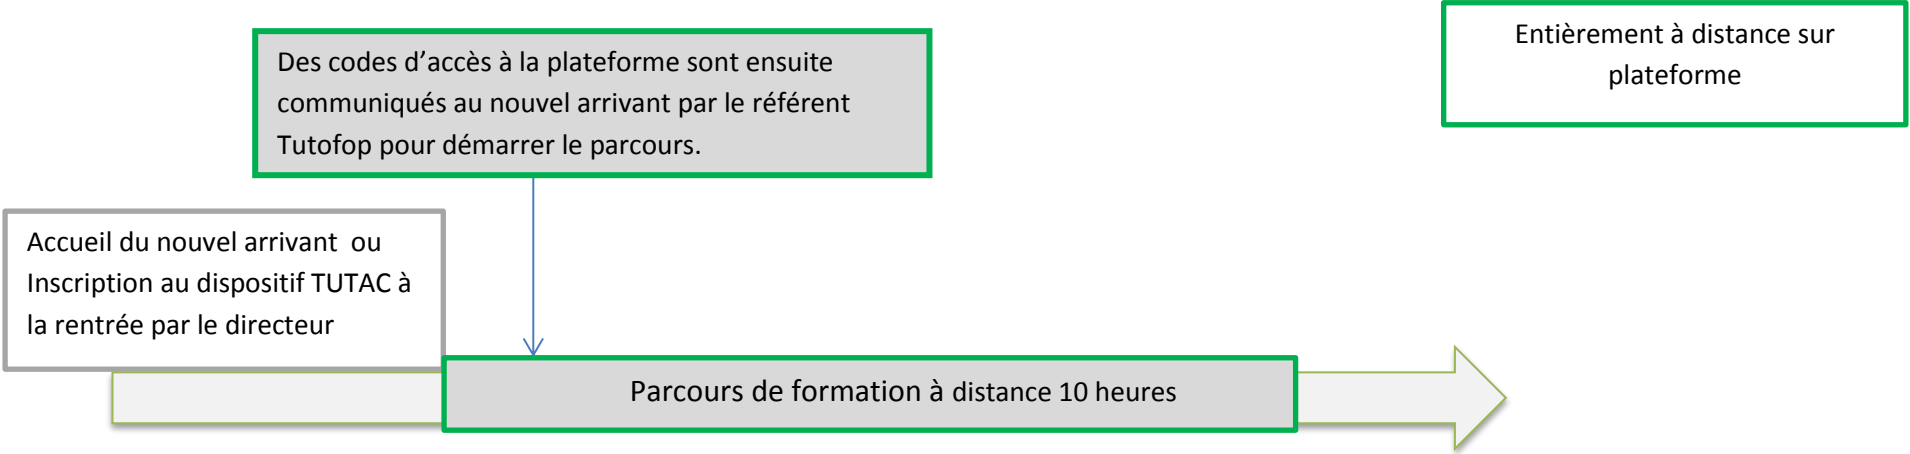 Entièrement à distance sur
plateforme
Des codes d’accès à la plateforme sont ensuite
communiqués au nouvel arrivant par le référent
Tutofop pour démarrer le parcours.
Accueil du nouvel arrivant  ou
Inscription au dispositif TUTAC à
la rentrée par le directeur
Parcours de formation à distance 10 heures